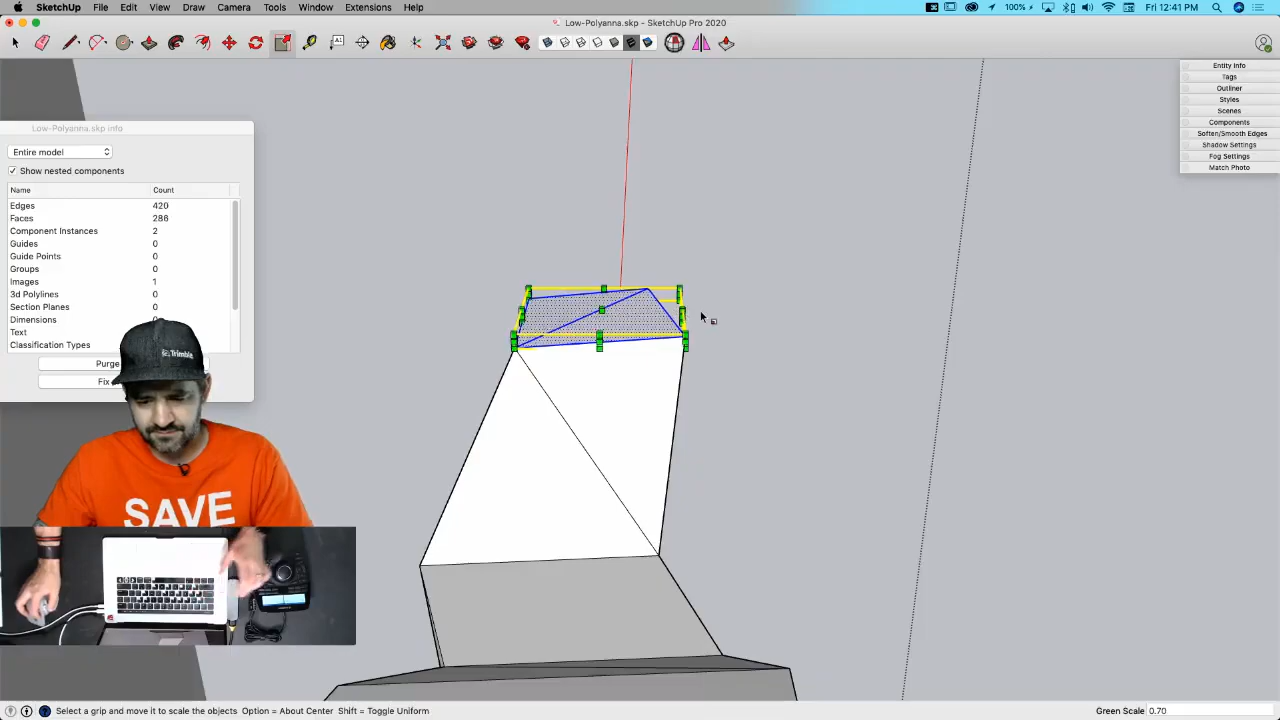 SketchUp File Edit View Draw Camera Tools Window Extensions Help
100% Fri 12:41 PM
Low-Polyanna.skp - SketchUp Pro 2020
Entity Info
Tags
Outliner
Styles
Scenes
Components
Soften/Smooth Edges
Shadow Settings
Fog Settings
Match Photo
Low-Polyanna.skp info
Entire model
Show nested components
Name Count
Edges 420
Faces 286
Component Instances 2
Guides 0
Guide Points 0
Groups 0
Images 1
3d Polylines 0
Section Planes 0
Dimensions 0
Text
Classification Types
Purge
Fix
Trimble
SAVE
Select a grip and move it to scale the objects Option = About Center Shift = Toggle Uniform
Green Scale 0.70